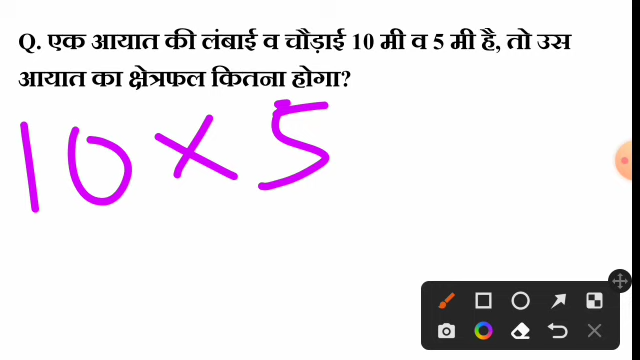 Q. एक आयात की लंबाई व चौड़ाई 10 मी व 5 मी है, तो उस
आयात का क्षेत्रफल कितना होगा?
10 × 5